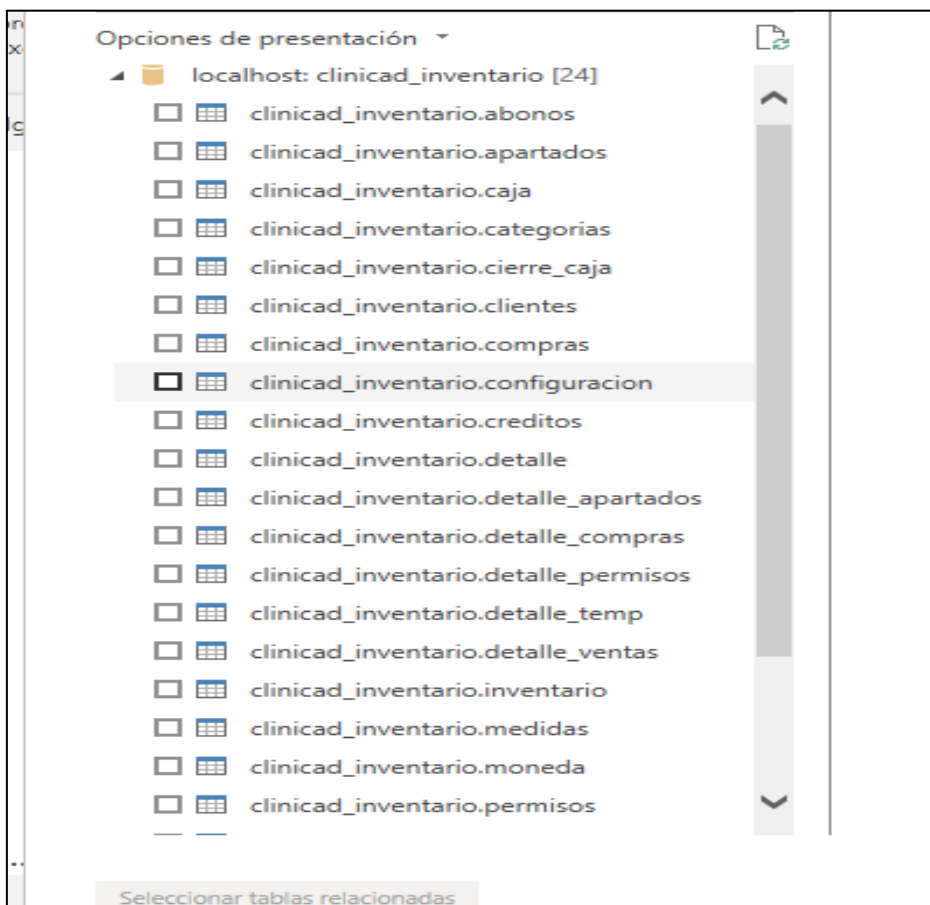 Opciones de presentación
localhost: clinicad_inventario [24]
clinicad_inventario.abonos
clinicad_inventario.apartados
clinicad_inventario.caja
clinicad_inventario.categorias
clinicad_inventario.cierre_caja
clinicad_inventario.clientes
clinicad_inventario.compras
clinicad_inventario.configuracion
clinicad_inventario.creditos
clinicad_inventario.detalle
clinicad_inventario.detalle_apartados
clinicad_inventario.detalle_compras
clinicad_inventario.detalle_permisos
clinicad_inventario.detalle_temp
clinicad_inventario.detalle_ventas
clinicad_inventario.inventario
clinicad_inventario.medidas
clinicad_inventario.moneda
clinicad_inventario.permisos
Seleccionar tablas relacionadas